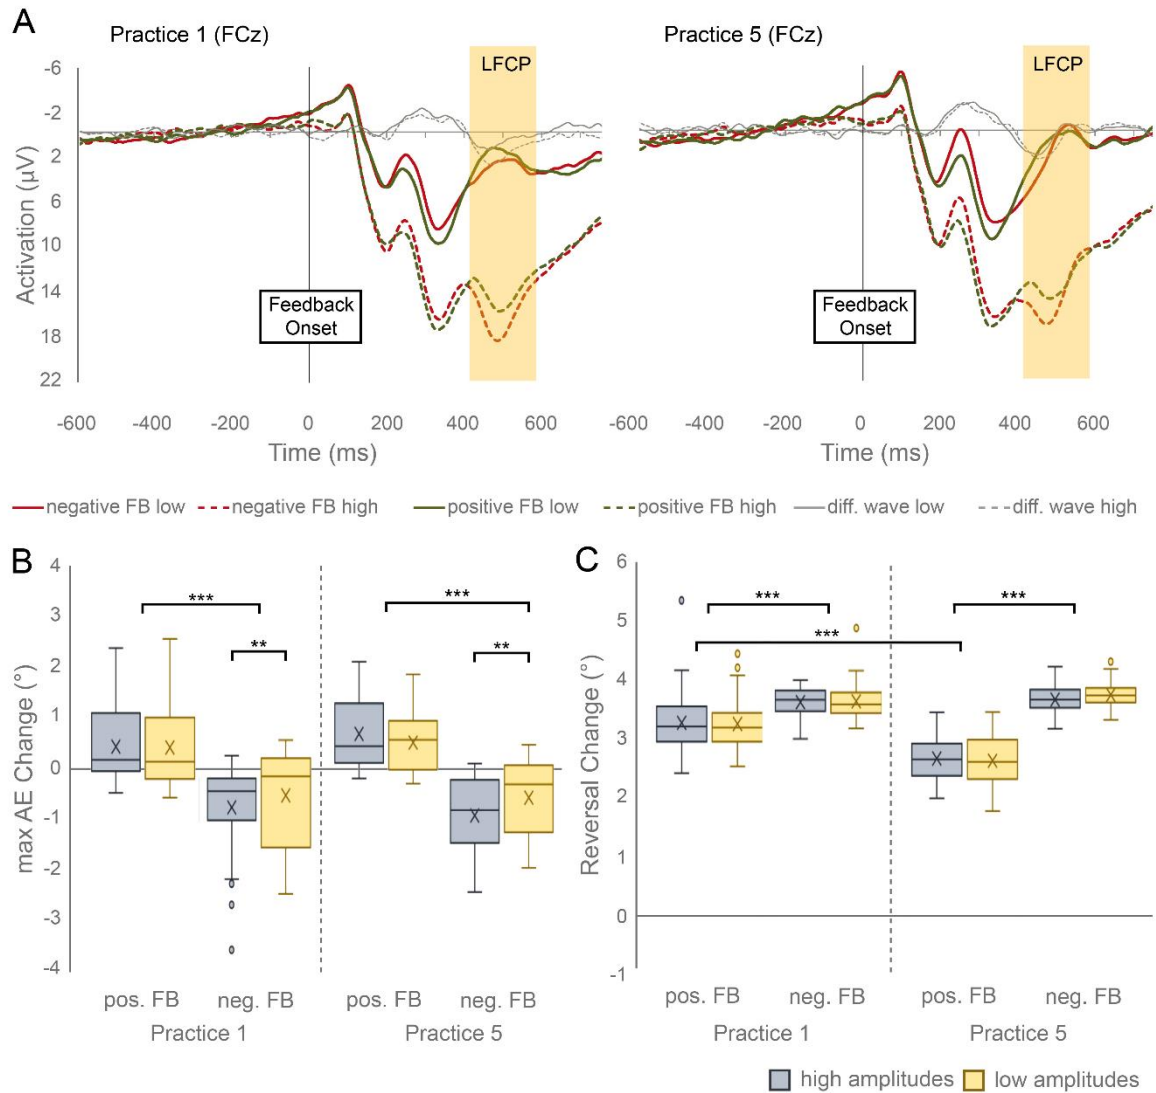 A
Practice 1 (FCz)
Practice 5 (FCz)
LFCP
LFCP
-6
-2
2
6
10
14
18
22
Activation (µV)
Feedback
Onset
Feedback
Onset
-600 -400 -200 0 200 400 600
-600 -400 -200 0 200 400 600
Time (ms)
Time (ms)
negative FB low negative FB high positive FB low positive FB high diff. wave low diff. wave high
B
4
3
2
1
0
-1
-2
-3
-4
max AE Change (°)
***
**
***
**
pos. FB neg. FB pos. FB neg. FB
Practice 1 Practice 5
C
6
5
4
3
2
1
0
-1
Reversal Change (°)
***
***
***
pos. FB neg. FB pos. FB neg. FB
Practice 1 Practice 5
high amplitudes low amplitudes